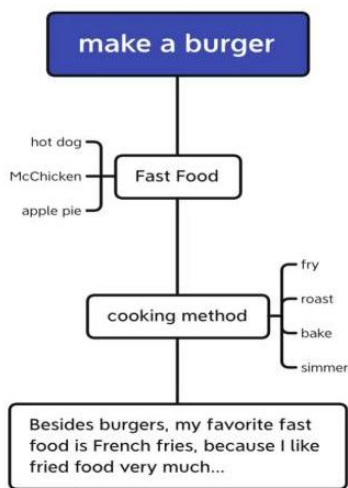 make a burger
hot dog
McChicken
apple pie
Fast Food
fry
roast
bake
simmer
cooking method
Besides burgers, my favorite fast
food is French fries, because I like
fried food very much...